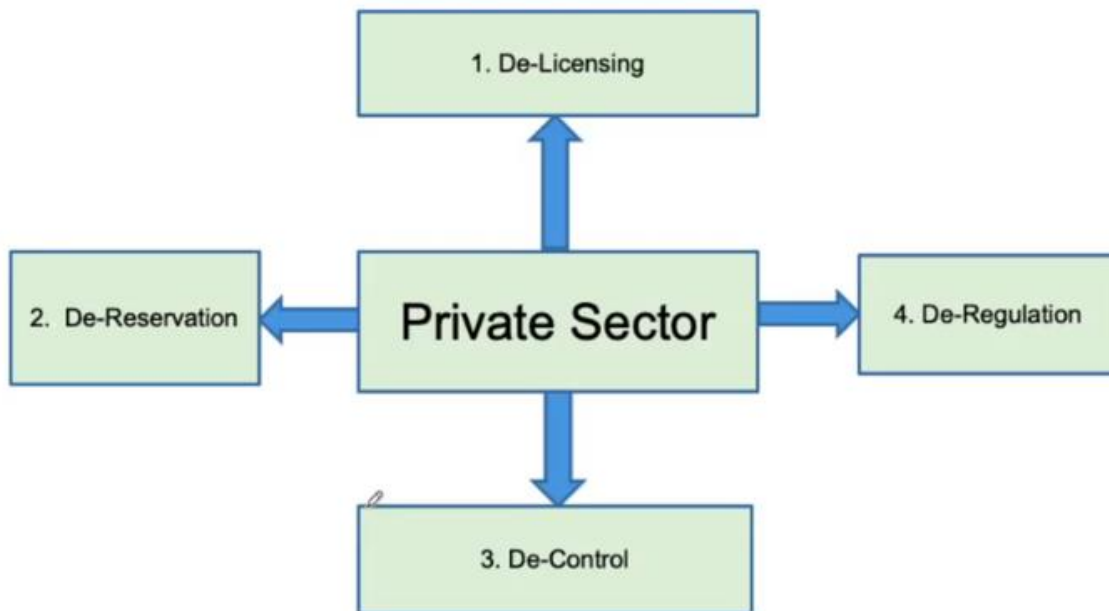 1. De-Licensing
2. De-Reservation
Private Sector
4. De-Regulation
3. De-Control